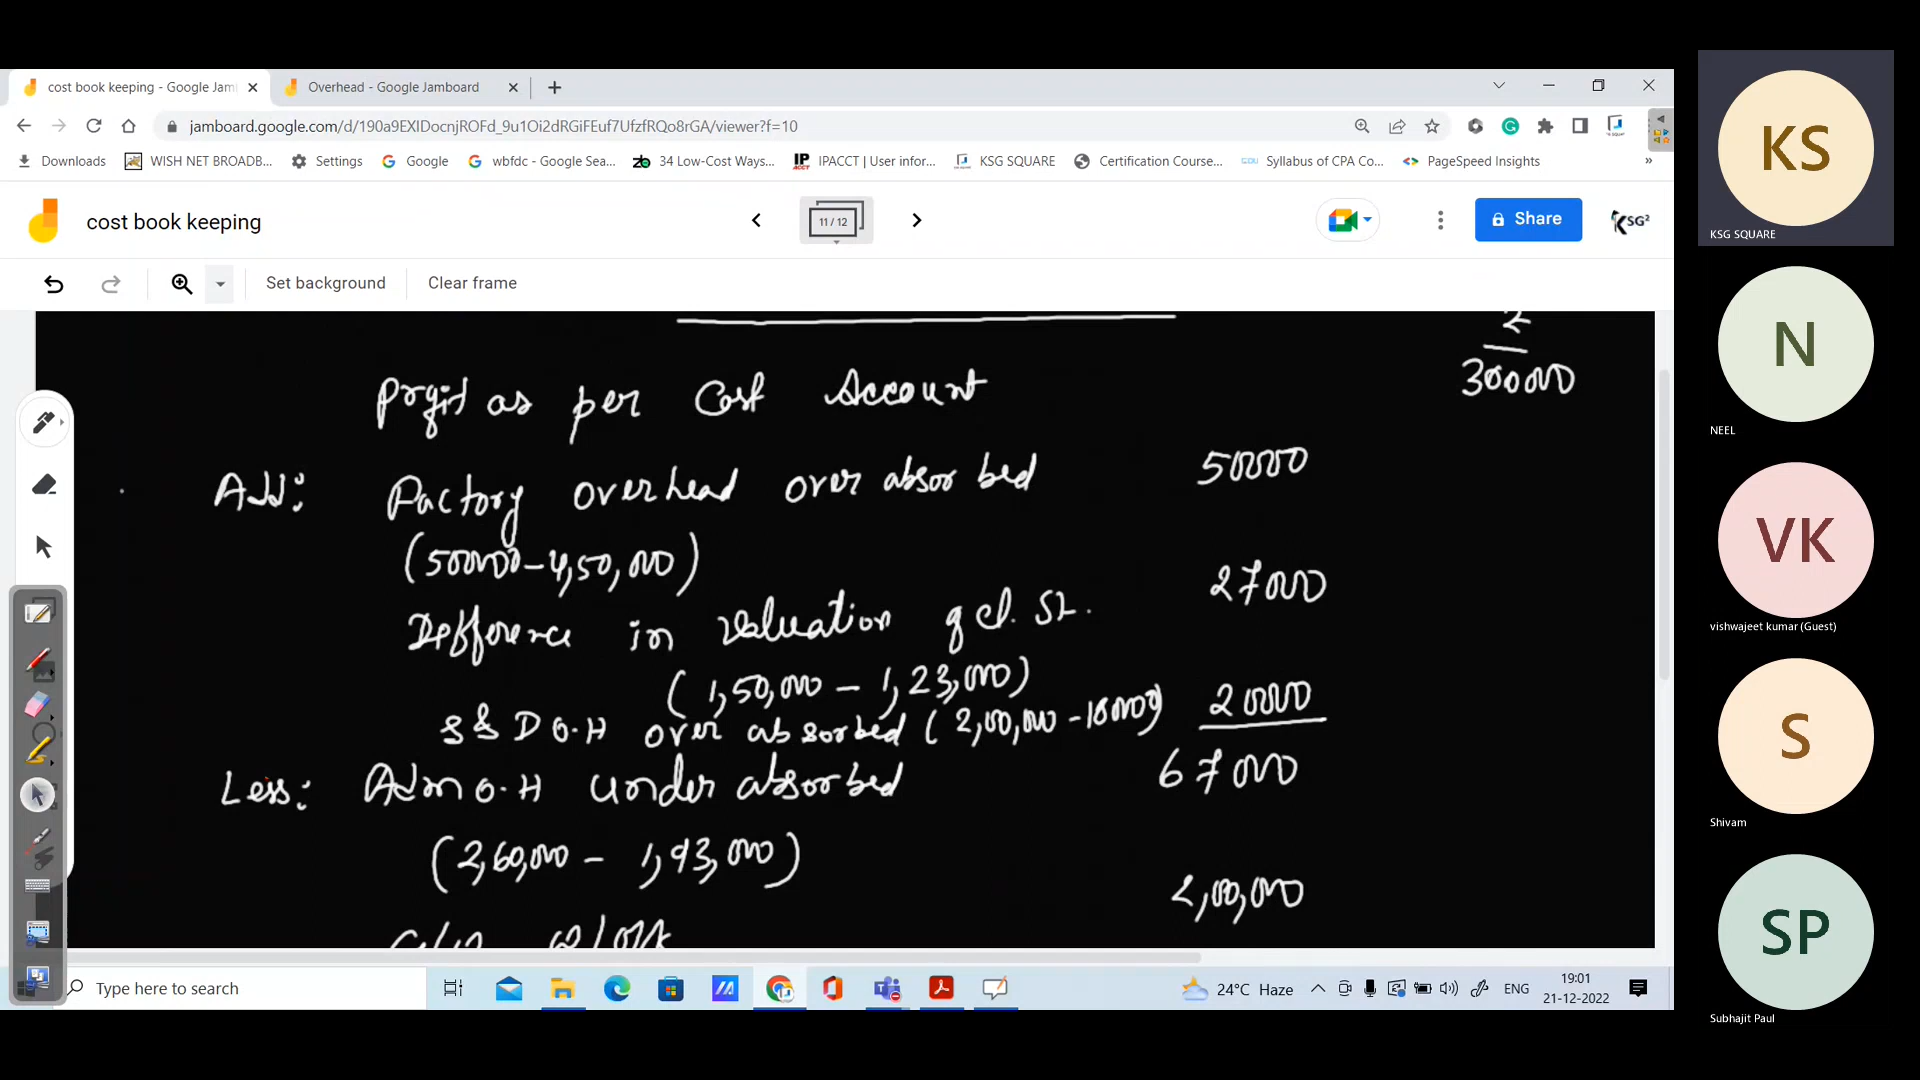 cost book keeping - Google Jam
Overhead - Google Jamboard
jamboard.google.com/d/190a9EXIDocnjROFd_9u1Oi2dRGiFEuf7UfzfRQo8rGA/viewer?f=10
Downloads
WISH NET BROADB...
Settings
Google
wbfdc - Google Sea...
34 Low-Cost Ways...
IPACCT | User infor...
KSG SQUARE
Certification Course...
Syllabus of CPA Co...
PageSpeed Insights
»
cost book keeping
11 / 12
Share
KSG²
Set background
Clear frame
2
300000
Profit as per Cost Account
Add: Factory overhead over absorbed 50000
(500000-4,50,000)
Difference in valuation of cl. St. 27000
(1,50,000 - 1,23,000)
S & D O.H over absorbed (2,00,000 - 180000) 20000
Less: Adm O.H under absorbed 67000
(2,60,000 - 1,93,000)
2,00,000
Type here to search
24°C Haze
ENG
19:01
21-12-2022
KS
KSG SQUARE
N
NEEL
VK
vishwajeet kumar (Guest)
S
Shivam
SP
Subhajit Paul